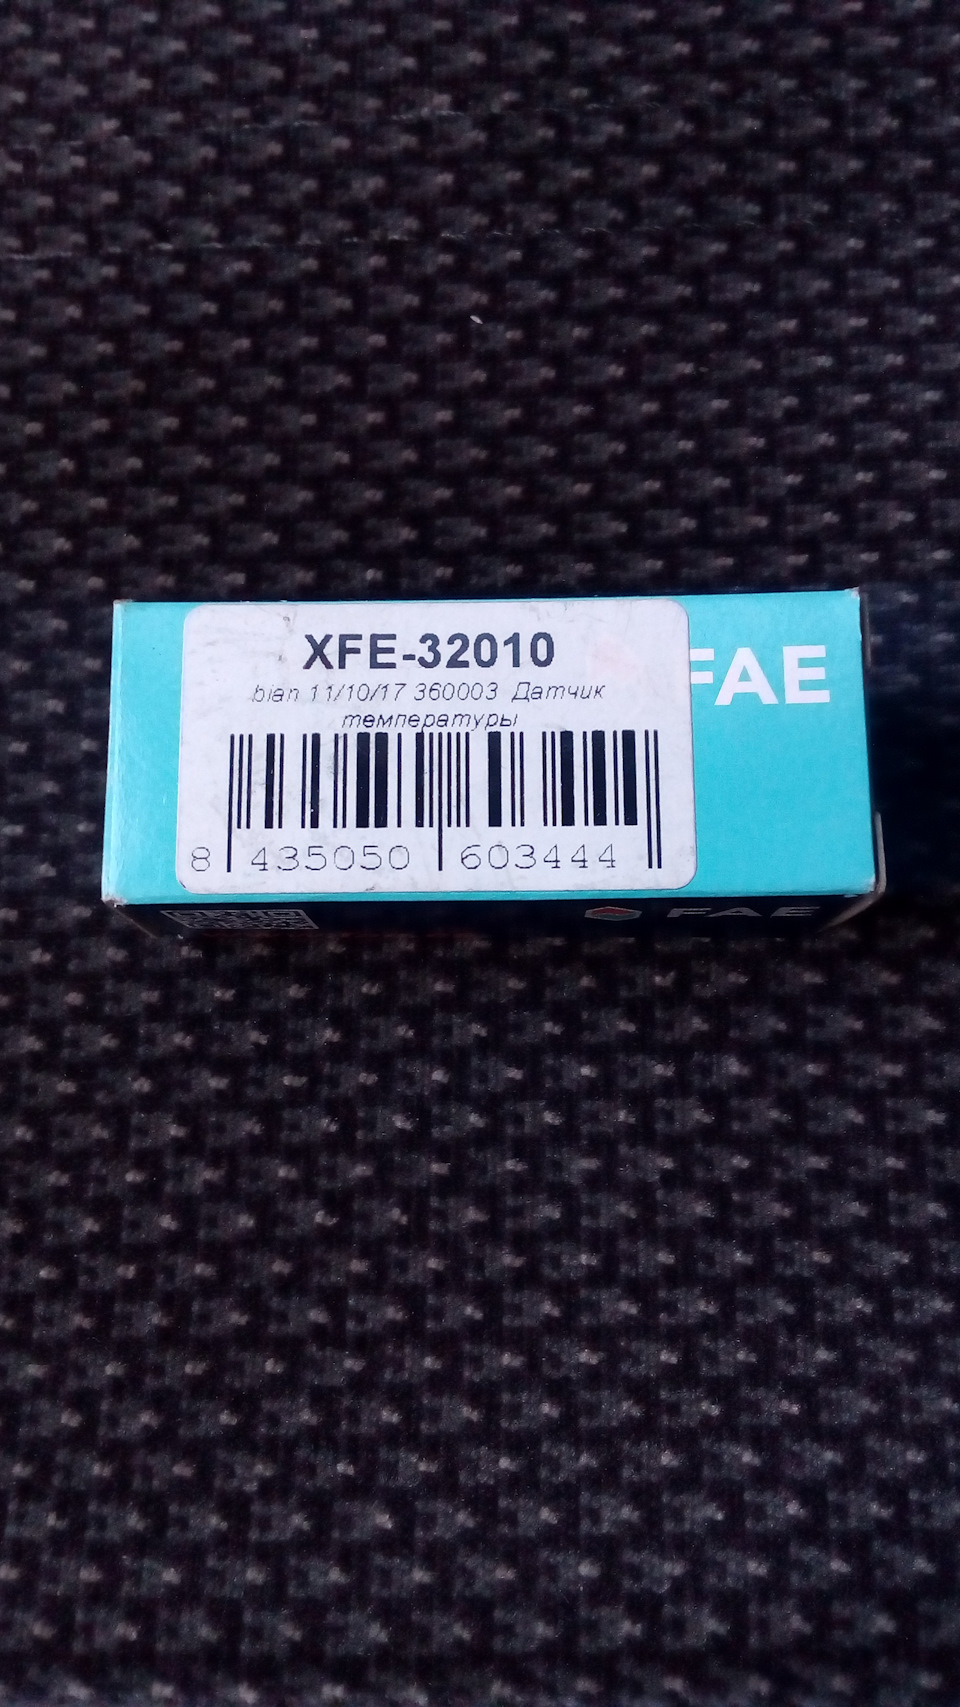 XFE-32010
FAE
bian 11/10/17 360003 Датчик
температуры
8 435050 603444
FAE